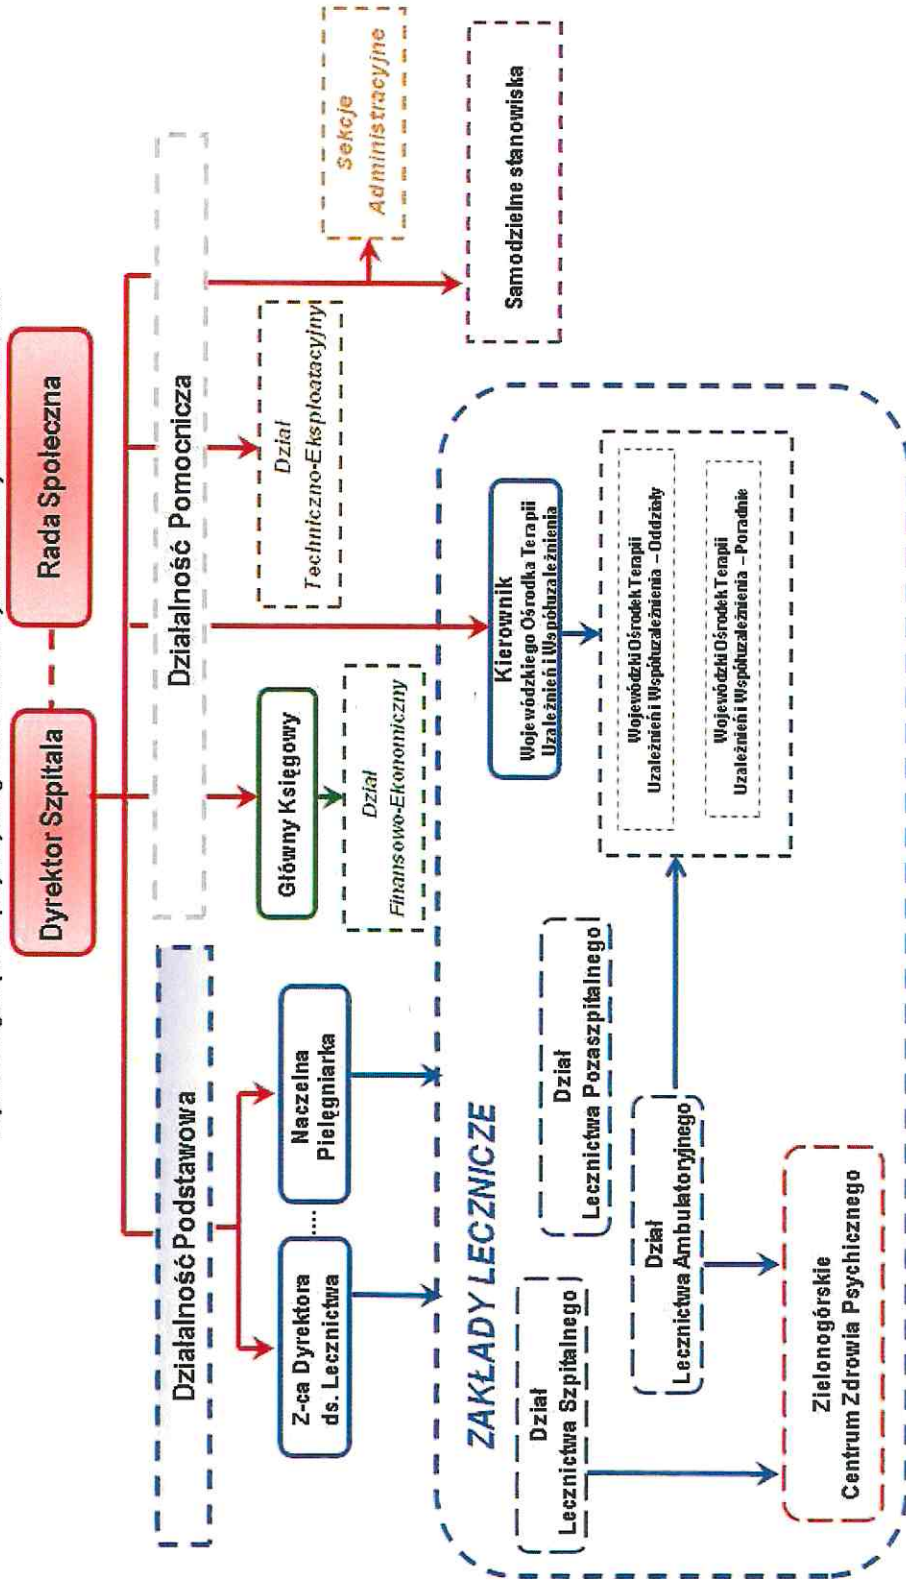 Dyrektor Szpitala
Rada Społeczna
Działalność Podstawowa
Działalność Pomocnicza
Z-ca Dyrektora
ds. Lecznictwa
Naczelna
Pielęgniarka
Główny Księgowy
Dział
Finansowo-Ekonomiczny
Dział
Techniczno-Eksploatacyjny
Sekcje
Administracyjne
Samodzielne stanowiska
ZAKŁADY LECZNICZE
Dział
Lecznictwa Szpitalnego
Dział
Lecznictwa Pozaszpitalnego
Dział
Lecznictwa Ambulatoryjnego
Zielonogórskie
Centrum Zdrowia Psychicznego
Kierownik
Wojewódzkiego Ośrodka Terapii
Uzależnień i Współuzależnienia
Wojewódzki Ośrodek Terapii
Uzależnień i Współuzależnienia – Oddziały
Wojewódzki Ośrodek Terapii
Uzależnień i Współuzależnienia – Poradnie